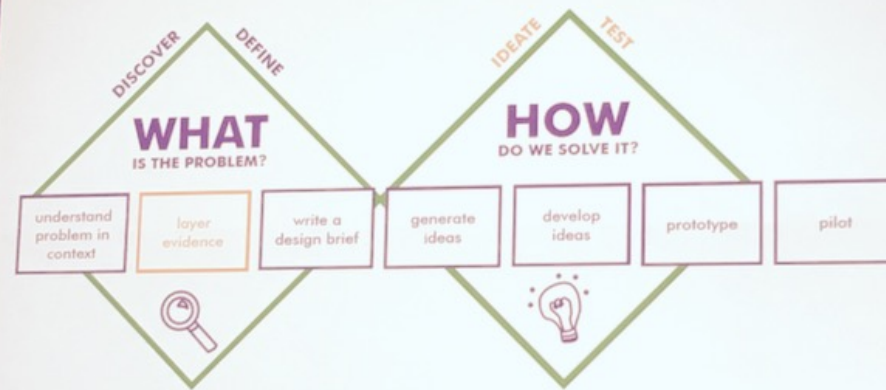 DISCOVER
DEFINE
WHAT
IS THE PROBLEM?
IDEATE
TEST
HOW
DO WE SOLVE IT?
understand
problem in
context
layer
evidence
write a
design brief
generate
ideas
develop
ideas
prototype
pilot